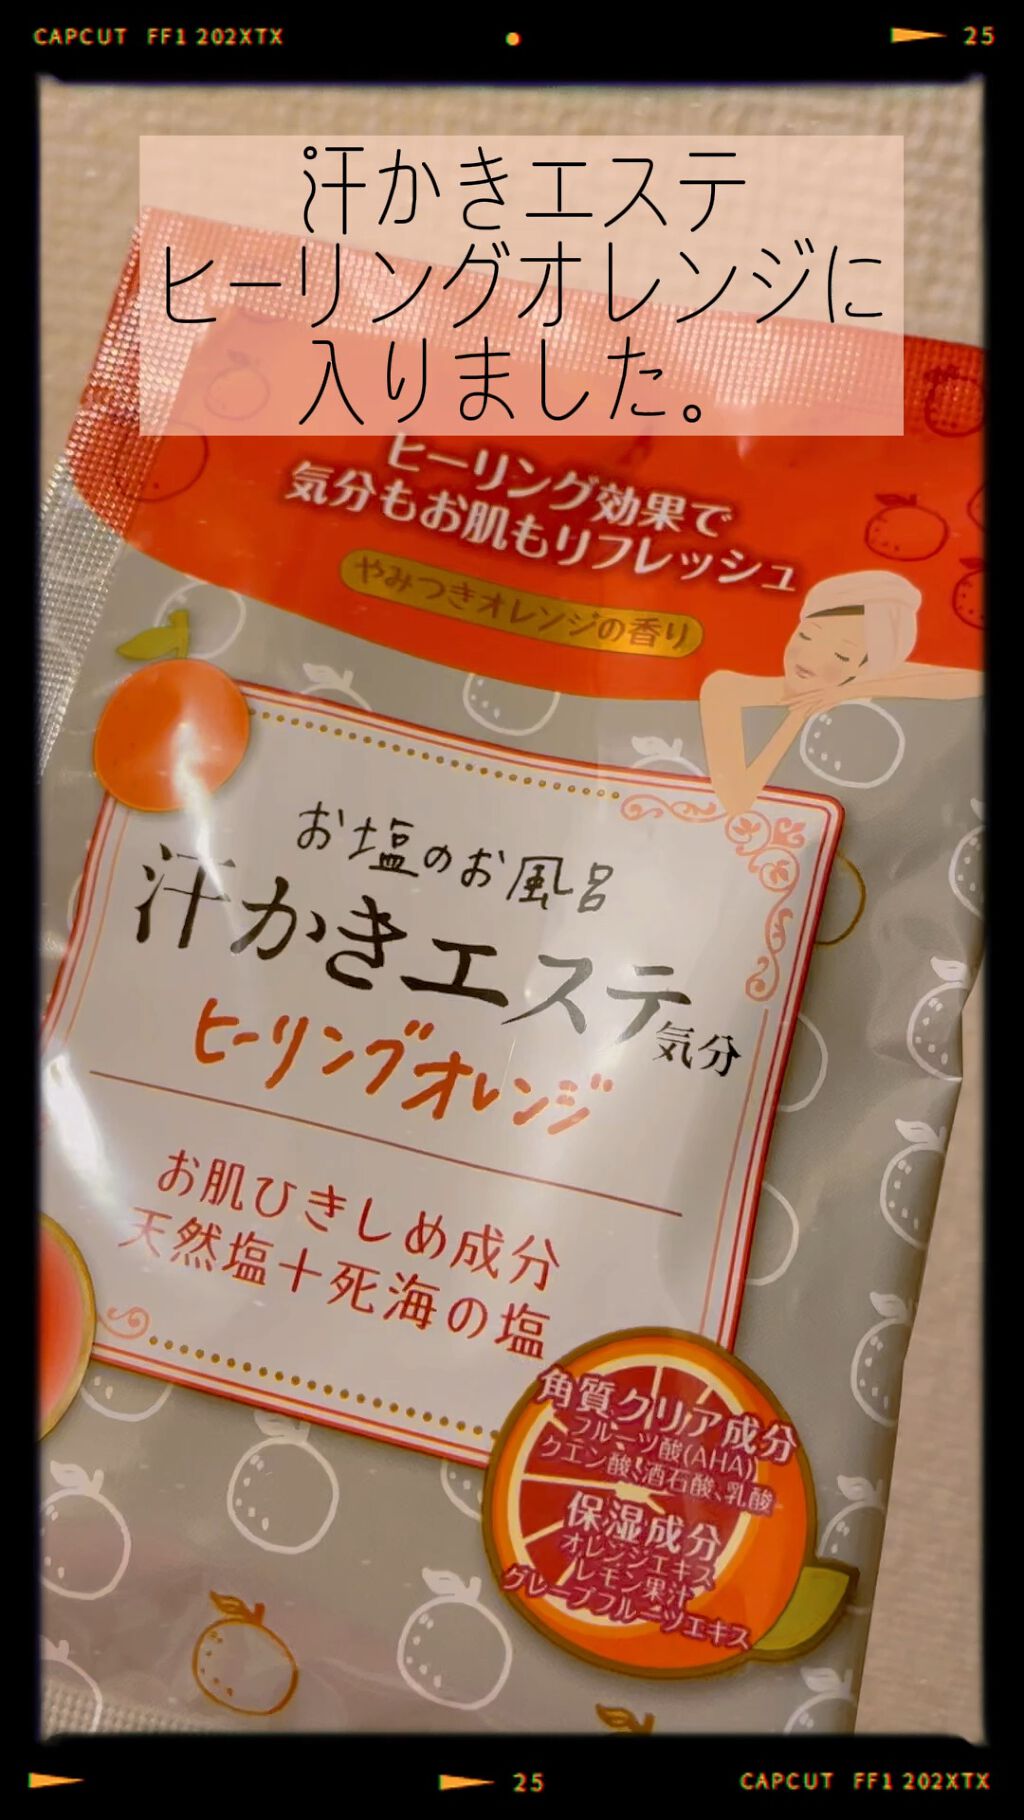 CAPCUT FF1 202XTX
25
汗かきエステ
ヒーリングオレンジに
入りました。
ヒーリング効果で
気分もお肌もリフレッシュ
やみつきオレンジの香り
お塩のお風呂
汗かきエステ気分
ヒーリングオレンジ
お肌ひきしめ成分
天然塩+死海の塩
角質クリア成分
フルーツ酸(AHA)
クエン酸、酒石酸、乳酸
保湿成分
オレンジエキス
レモン果汁
グレープフルーツエキス
25
CAPCUT FF1 202XTX